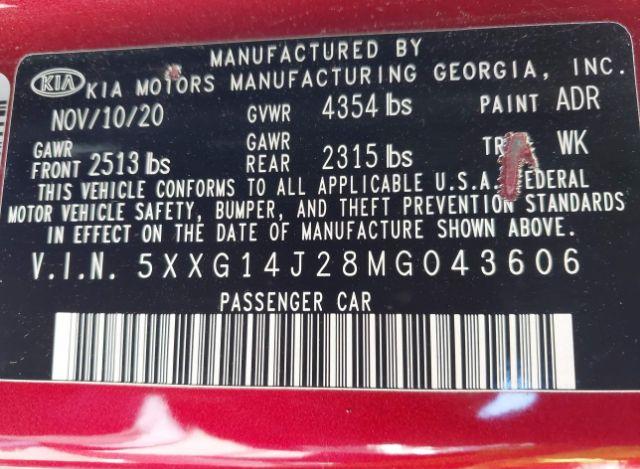 MANUFACTURED BY
KIA KIA MOTORS MANUFACTURING GEORGIA, INC.
NOV/10/20 GVWR 4354 lbs PAINT ADR
GAWR FRONT 2513 lbs GAWR REAR 2315 lbs WK
THIS VEHICLE CONFORMS TO ALL APPLICABLE U.S.A. FEDERAL
MOTOR VEHICLE SAFETY, BUMPER, AND THEFT PREVENTION STANDARDS
IN EFFECT ON THE DATE OF MANUFACTURE SHOWN ABOVE.
V.I.N. 5XXG14J28MG043606
PASSENGER CAR